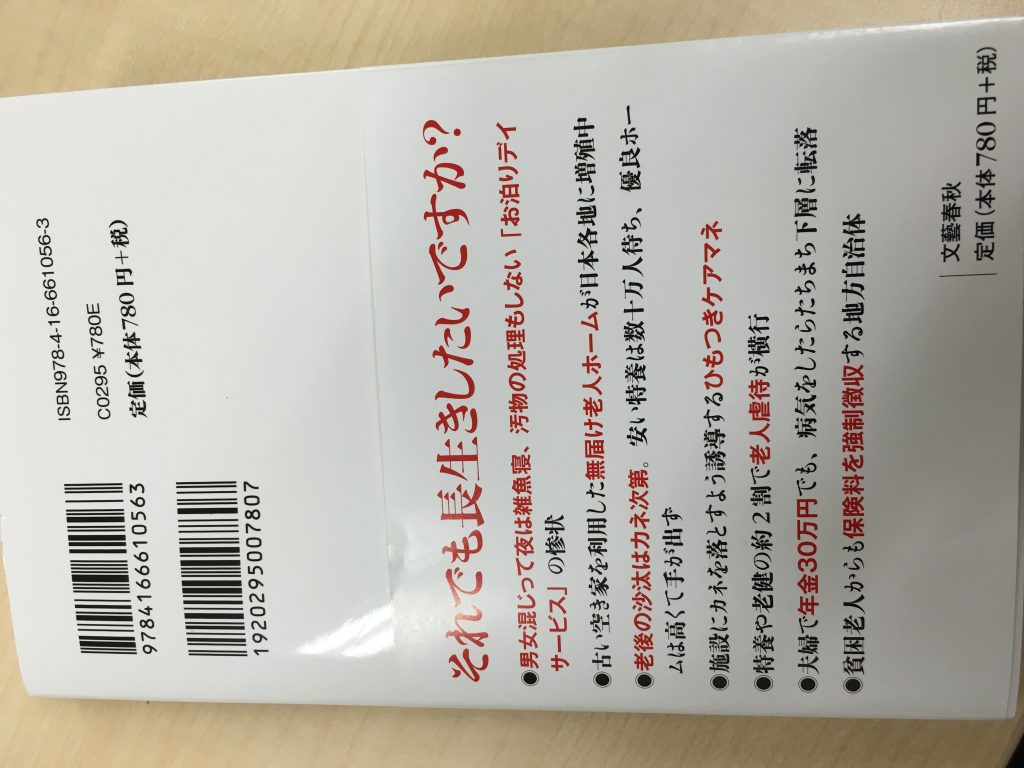 9784166610563
1920295007807
ISBN978-4-16-661056-3
C0295 ¥780E
定価(本体780円+税)
それでも長生きしたいですか?
●男女混じって夜は雑魚寝、汚物の処理もしない「お泊りデイ
サービス」の惨状
●古い空き家を利用した無届け老人ホームが日本各地に増殖中
●老後の沙汰はカネ次第。安い特養は数十万人待ち、優良ホー
ムは高くて手が出ず
●施設にカネを落とすよう誘導するひもつきケアマネ
●特養や老健の約2割で老人虐待が横行
●夫婦で年金30万円でも、病気をしたらたちまち下層に転落
●貧困老人からも保険料を強制徴収する地方自治体
文藝春秋
定価(本体780円+税)